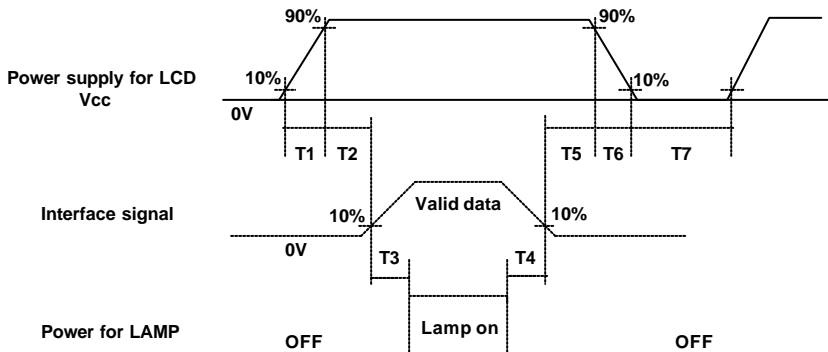 90%
90%
Power supply for LCD
Vcc
10%
10%
0V
T1 T2 T5 T6 T7
Interface signal
10%
Valid data
10%
0V
T3 T4
Power for LAMP
OFF
Lamp on
OFF